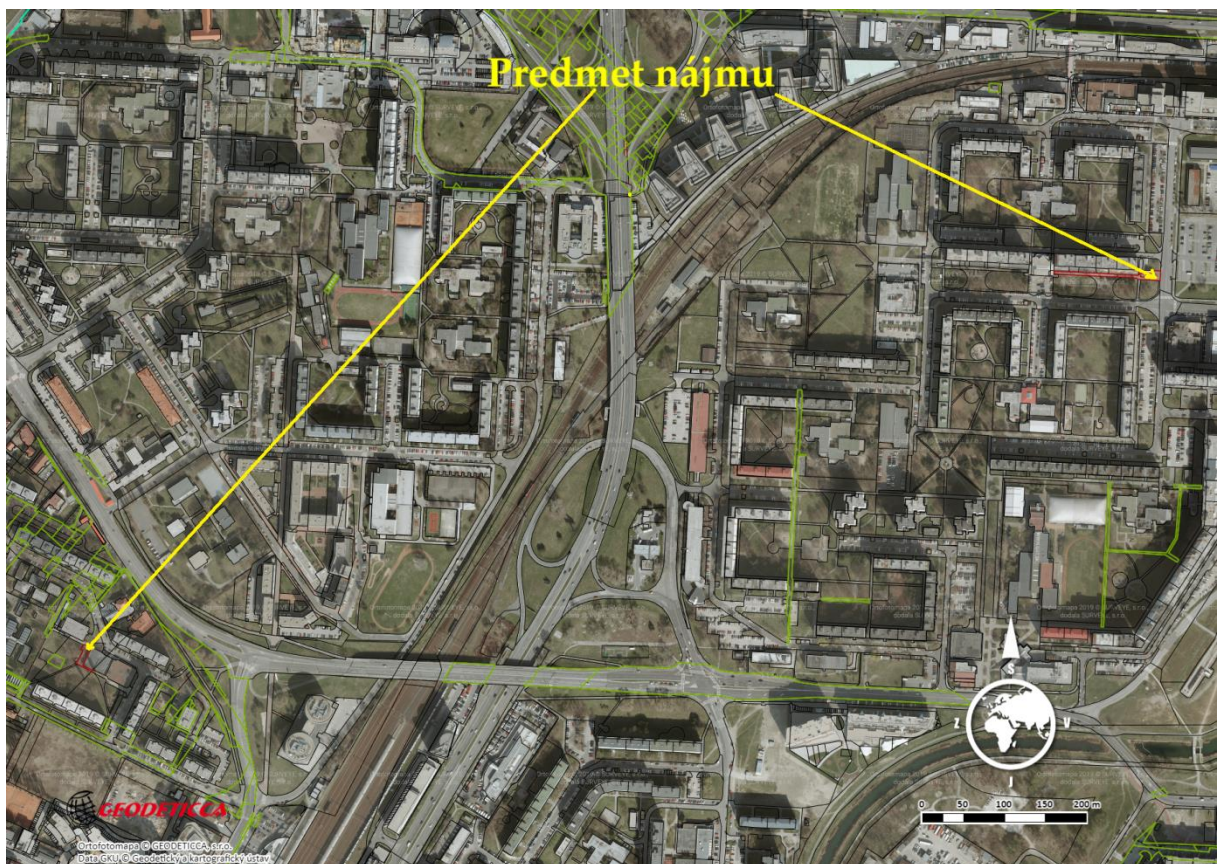 Predmet nájmu
S
Z
V
J
0 50 100 150 200 m
GEODETICCA
Ortofotomapa © GEODETICCA, s.r.o.
Data GKÚ © Geodetický a kartografický ústav